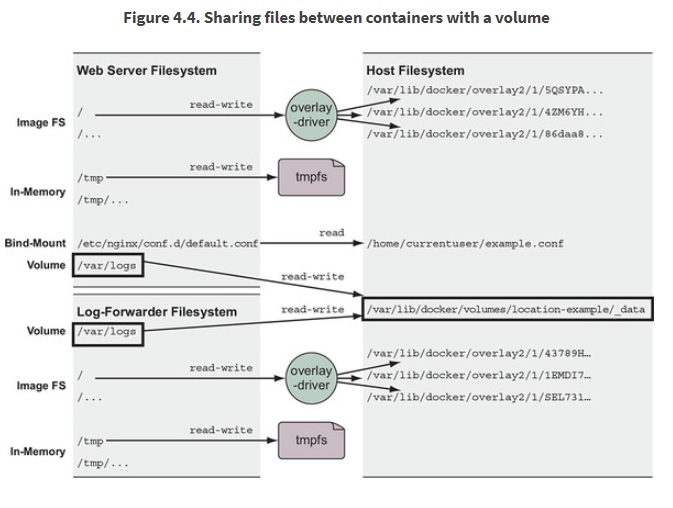 Figure 4.4. Sharing files between containers with a volume
Web Server Filesystem
Host Filesystem
Image FS
/
read-write
overlay
-driver
/...
/var/lib/docker/overlay2/1/5QSYPA...
/var/lib/docker/overlay2/1/4ZM6YH...
/var/lib/docker/overlay2/1/86daa8...
In-Memory
/tmp
read-write
tmpfs
/tmp/...
Bind-Mount
/etc/nginx/conf.d/default.conf
read
/home/currentuser/example.conf
Volume
/var/logs
read-write
/var/lib/docker/volumes/location-example/_data
Log-Forwarder Filesystem
read-write
Volume
/var/logs
Image FS
/
read-write
overlay
-driver
/...
/var/lib/docker/overlay2/1/43789H…
/var/lib/docker/overlay2/1/1EMDI7…
/var/lib/docker/overlay2/1/SEL731…
In-Memory
/tmp
read-write
tmpfs
/tmp/...